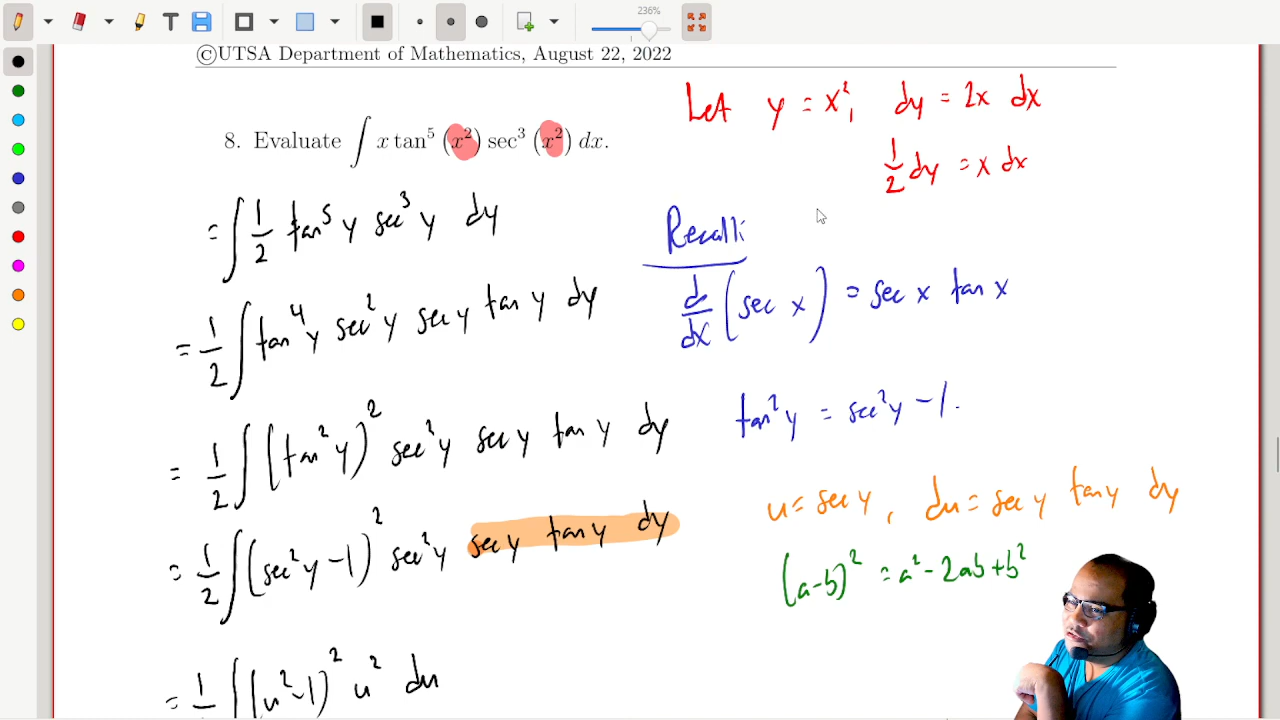 236%
©UTSA Department of Mathematics, August 22, 2022
Let y = x², dy = 2x dx
½ dy = x dx
8. Evaluate ∫ x tan⁵ (x²) sec³ (x²) dx.
= ∫ ½ tan⁵ y sec³ y dy
= ½ ∫ tan⁴ y sec² y sec y tan y dy
= ½ ∫ (tan² y)² sec² y sec y tan y dy
= ½ ∫ (sec² y − 1)² sec² y sec y tan y dy
= ½ ∫ (u² − 1)² u² du
Recall:
d/dx (sec x) = sec x tan x
tan² y = sec² y − 1.
u = sec y, du = sec y tan y dy
(a−b)² = a² − 2ab + b²